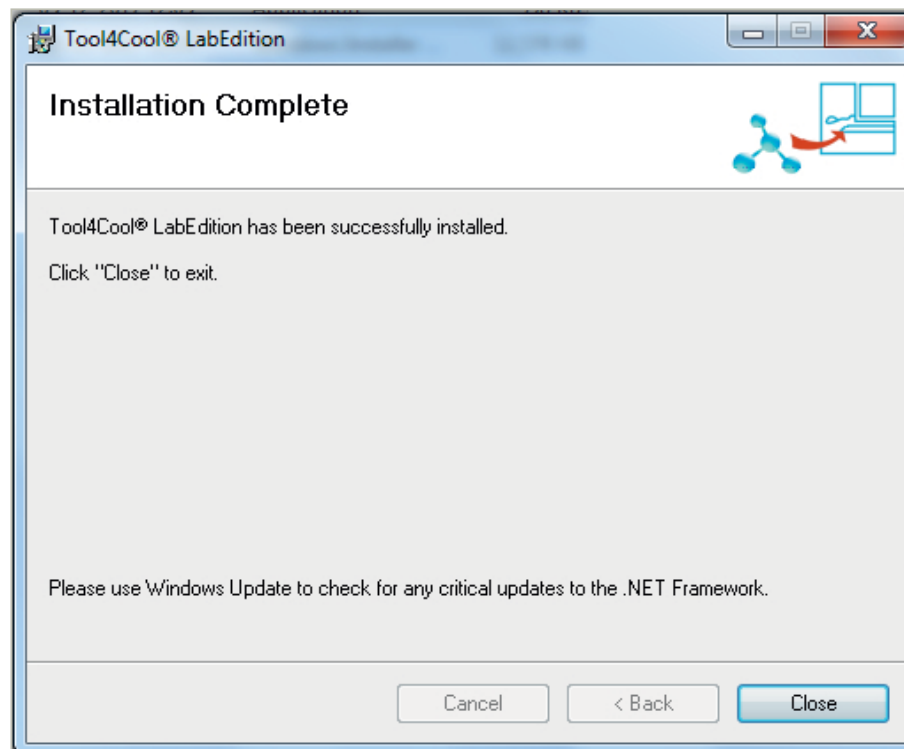 Tool4Cool® LabEdition
Installation Complete
Tool4Cool® LabEdition has been successfully installed.
Click "Close" to exit.
Please use Windows Update to check for any critical updates to the .NET Framework.
Cancel
< Back
Close